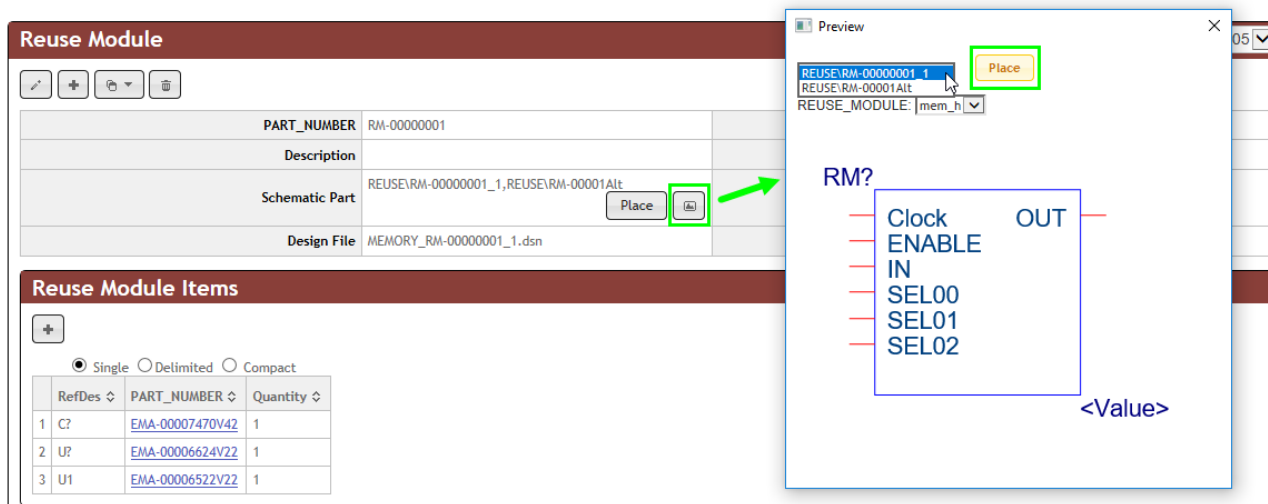 Reuse Module
PART_NUMBER RM-00000001
Description
Schematic Part REUSE\RM-00000001_1,REUSE\RM-00001Alt
Place
Design File MEMORY_RM-00000001_1.dsn
Reuse Module Items
Single Delimited Compact
RefDes PART_NUMBER Quantity
1 C? EMA-00007470V42 1
2 U? EMA-00006624V22 1
3 U1 EMA-00006522V22 1
Preview
05
REUSE\RM-00000001_1
Place
REUSE\RM-00001Alt
REUSE_MODULE: mem_h
RM?
Clock OUT
ENABLE
IN
SEL00
SEL01
SEL02
<Value>